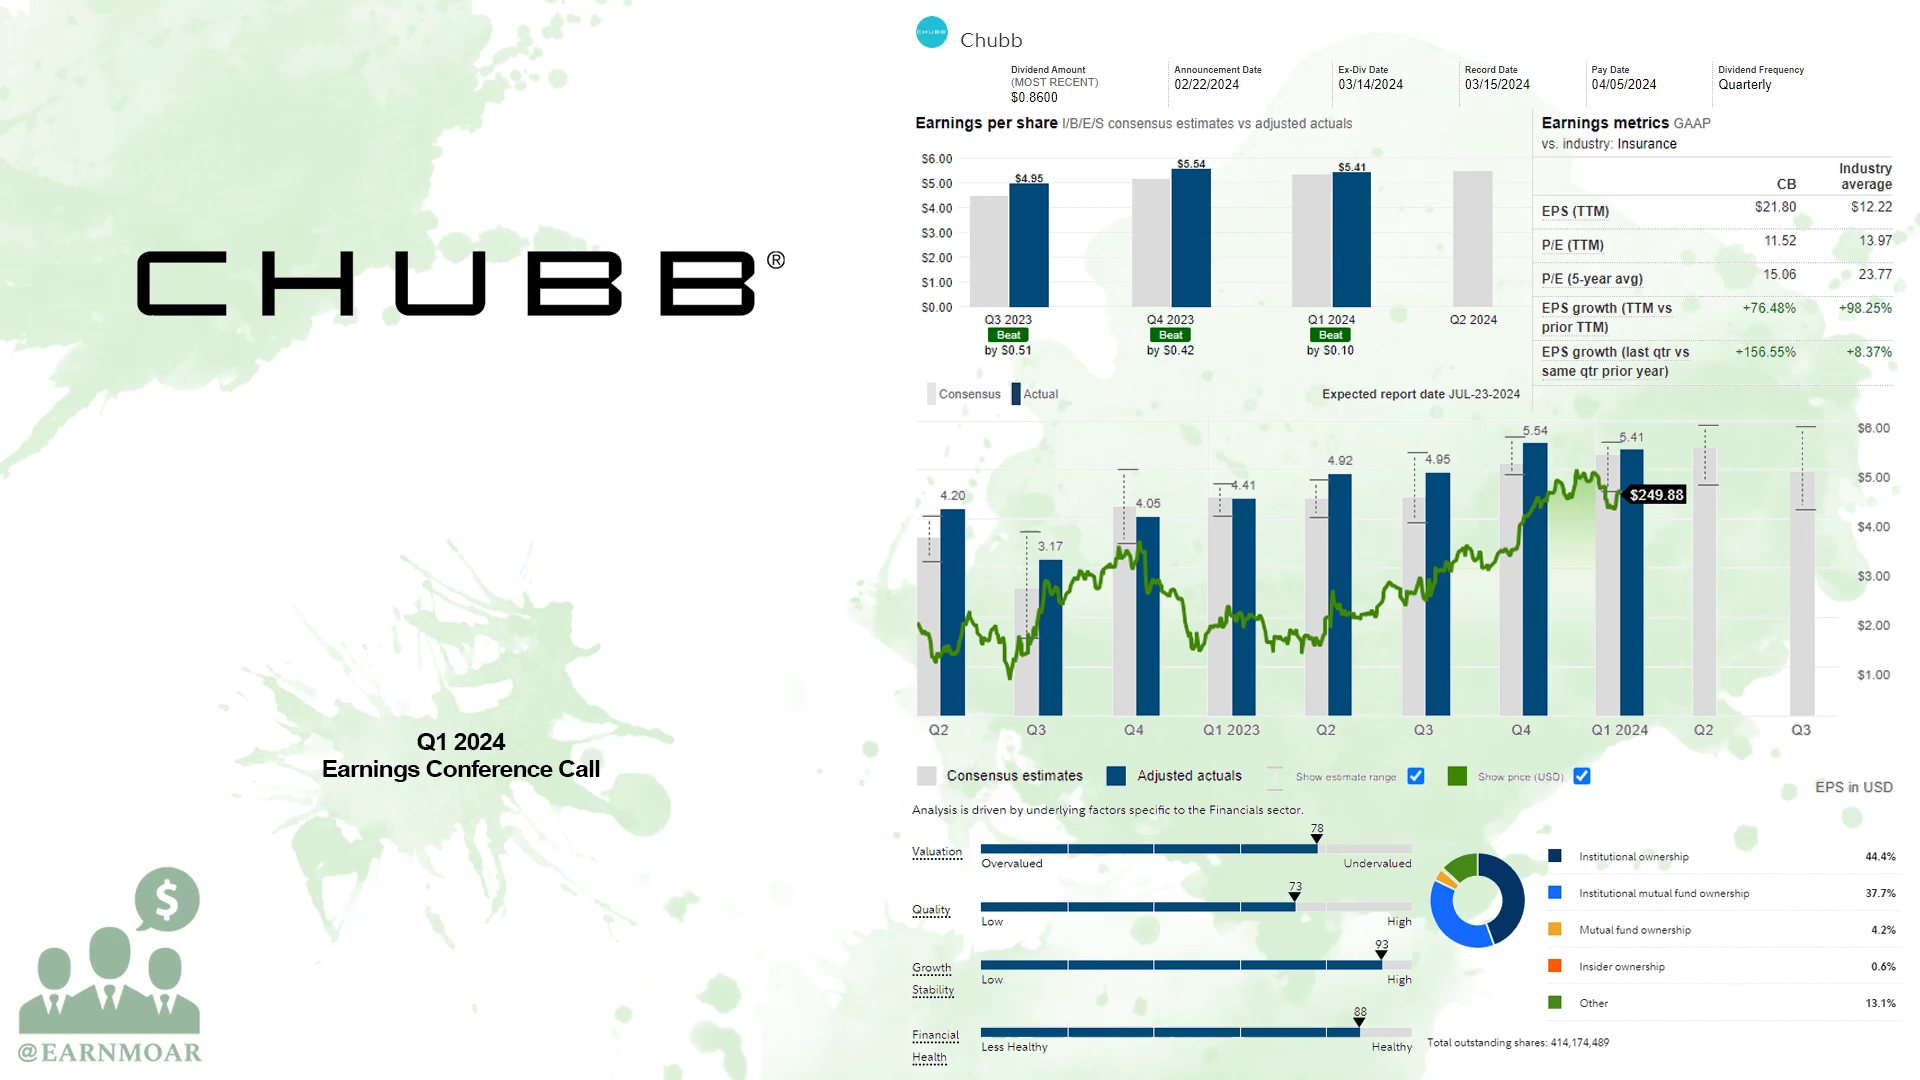 CHUBB®
Q1 2024
Earnings Conference Call
$
@EARNMOAR
CHUBB
Chubb
Dividend Amount
(MOST RECENT)
$0.8600
Announcement Date
02/22/2024
Ex-Div Date
03/14/2024
Record Date
03/15/2024
Pay Date
04/05/2024
Dividend Frequency
Quarterly
Earnings per share I/B/E/S consensus estimates vs adjusted actuals
$6.00
$5.00
$4.00
$3.00
$2.00
$1.00
$0.00
$4.95
$5.54
$5.41
Q3 2023
Beat
by $0.51
Q4 2023
Beat
by $0.42
Q1 2024
Beat
by $0.10
Q2 2024
Consensus
Actual
Expected report date JUL-23-2024
Earnings metrics GAAP
vs. industry: Insurance
CB
Industry
average
EPS (TTM) $21.80 $12.22
P/E (TTM) 11.52 13.97
P/E (5-year avg) 15.06 23.77
EPS growth (TTM vs
prior TTM) +76.48% +98.25%
EPS growth (last qtr vs
same qtr prior year) +156.55% +8.37%
4.20
3.17
4.05
4.41
4.92
4.95
5.54
5.41
$249.88
$6.00
$5.00
$4.00
$3.00
$2.00
$1.00
Q2 Q3 Q4 Q1 2023 Q2 Q3 Q4 Q1 2024 Q2 Q3
Consensus estimates
Adjusted actuals
Show estimate range
Show price (USD)
EPS in USD
Analysis is driven by underlying factors specific to the Financials sector.
Valuation
78
Overvalued Undervalued
Quality
73
Low High
Growth
Stability
93
Low High
Financial
Health
88
Less Healthy Healthy
Institutional ownership 44.4%
Institutional mutual fund ownership 37.7%
Mutual fund ownership 4.2%
Insider ownership 0.6%
Other 13.1%
Total outstanding shares: 414,174,489